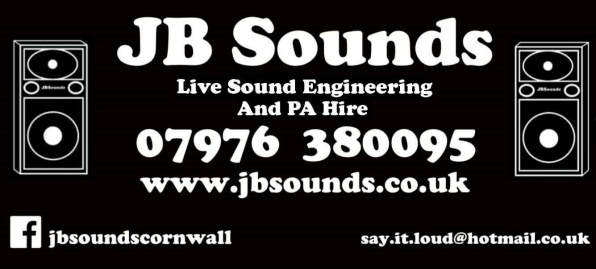 JB Sounds
Live Sound Engineering
And PA Hire
07976 380095
www.jbsounds.co.uk
JBSounds
JBSounds
f jbsoundscornwall
say.it.loud@hotmail.co.uk